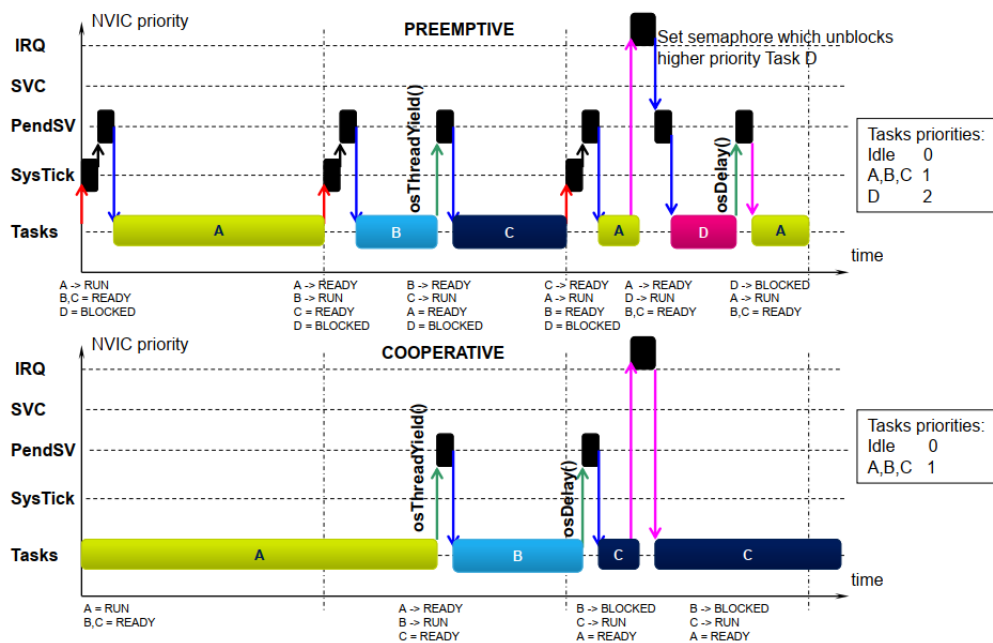 NVIC priority
PREEMPTIVE
IRQ
Set semaphore which unblocks
higher priority Task D
SVC
PendSV
osThreadYield()
osDelay()
SysTick
Tasks
A
B
C
A
D
A
time
Tasks priorities:
Idle 0
A,B,C 1
D 2
A -> RUN
B,C = READY
D = BLOCKED
A -> READY
B -> RUN
C = READY
D = BLOCKED
B -> READY
C -> RUN
A = READY
D = BLOCKED
C -> READY
A -> RUN
B = READY
D = BLOCKED
A -> READY
D -> RUN
B,C = READY
D -> BLOCKED
A -> RUN
B,C = READY
NVIC priority
COOPERATIVE
IRQ
SVC
PendSV
osThreadYield()
osDelay()
SysTick
Tasks
A
B
C
C
time
Tasks priorities:
Idle 0
A,B,C 1
A = RUN
B,C = READY
A -> READY
B -> RUN
C = READY
B -> BLOCKED
C -> RUN
A = READY
B -> BLOCKED
C -> RUN
A = READY